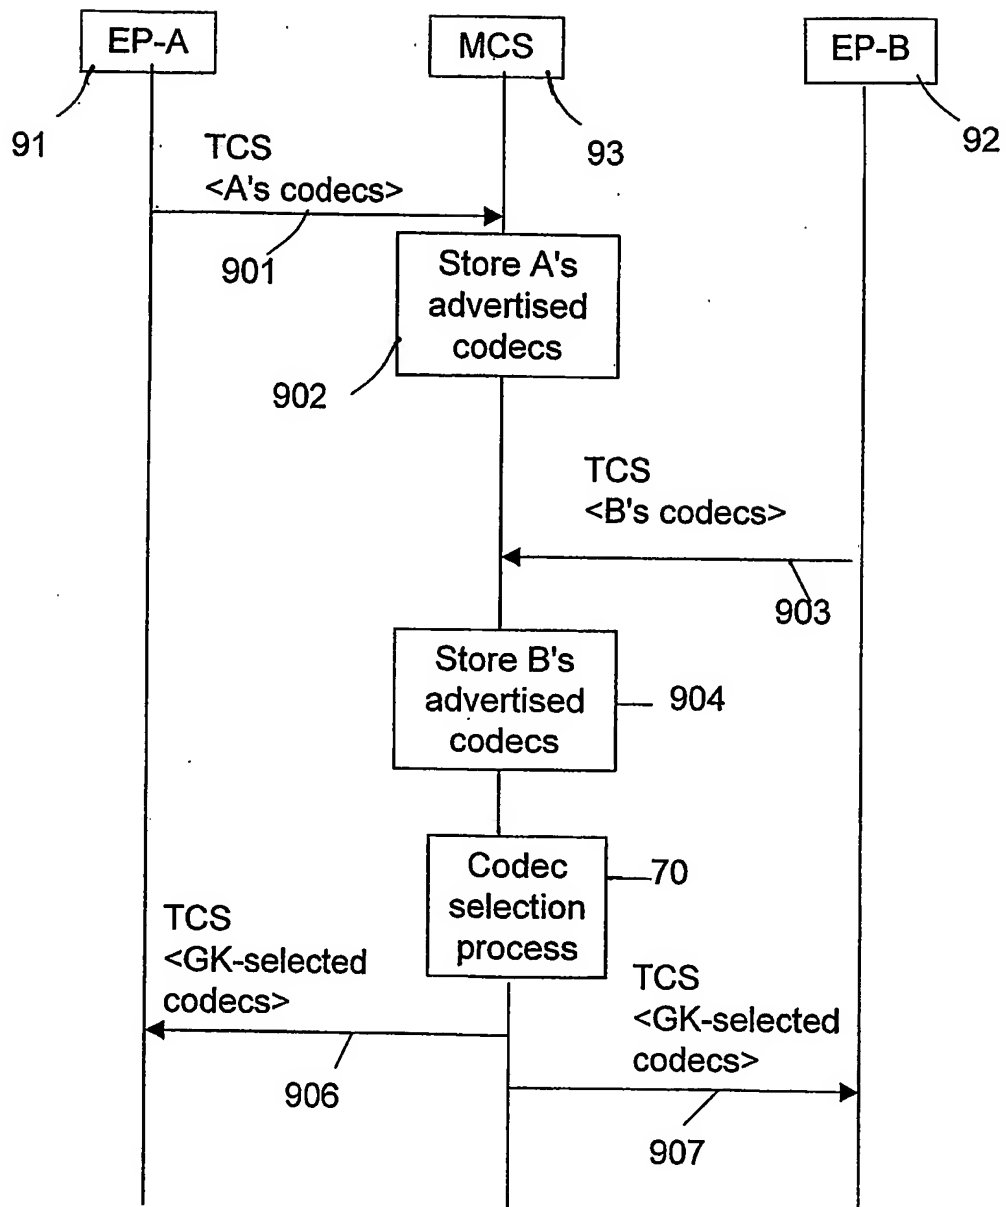 EP-A
MCS
EP-B
91
93
92
TCS
<A's codecs>
901
Store A's
advertised
codecs
902
TCS
<B's codecs>
903
Store B's
advertised
codecs
904
Codec
selection
process
70
TCS
<GK-selected
codecs>
TCS
<GK-selected
codecs>
906
907